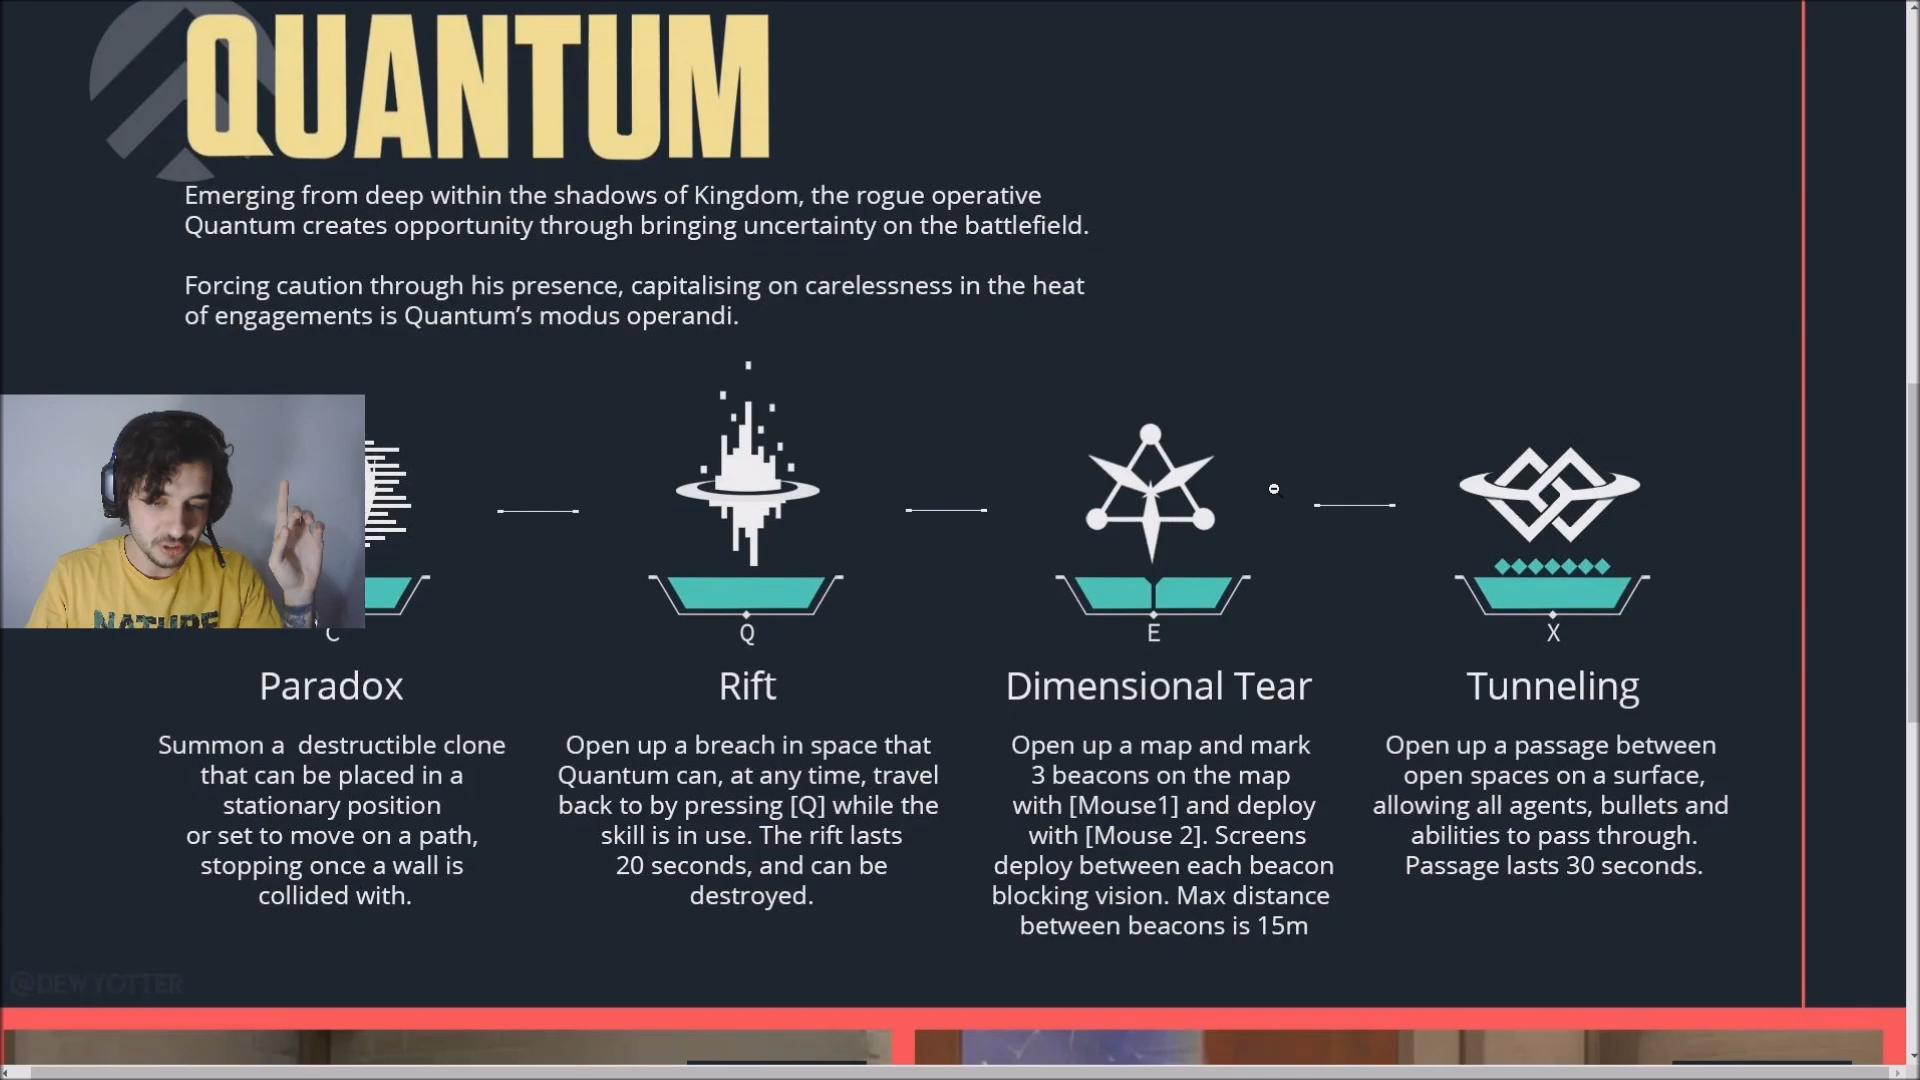 QUANTUM
Emerging from deep within the shadows of Kingdom, the rogue operative
Quantum creates opportunity through bringing uncertainty on the battlefield.
Forcing caution through his presence, capitalising on carelessness in the heat
of engagements is Quantum’s modus operandi.
NATURE
C
Q
E
X
Paradox
Summon a destructible clone
that can be placed in a
stationary position
or set to move on a path,
stopping once a wall is
collided with.
Rift
Open up a breach in space that
Quantum can, at any time, travel
back to by pressing [Q] while the
skill is in use. The rift lasts
20 seconds, and can be
destroyed.
Dimensional Tear
Open up a map and mark
3 beacons on the map
with [Mouse1] and deploy
with [Mouse 2]. Screens
deploy between each beacon
blocking vision. Max distance
between beacons is 15m
Tunneling
Open up a passage between
open spaces on a surface,
allowing all agents, bullets and
abilities to pass through.
Passage lasts 30 seconds.
@DEWYOTTER